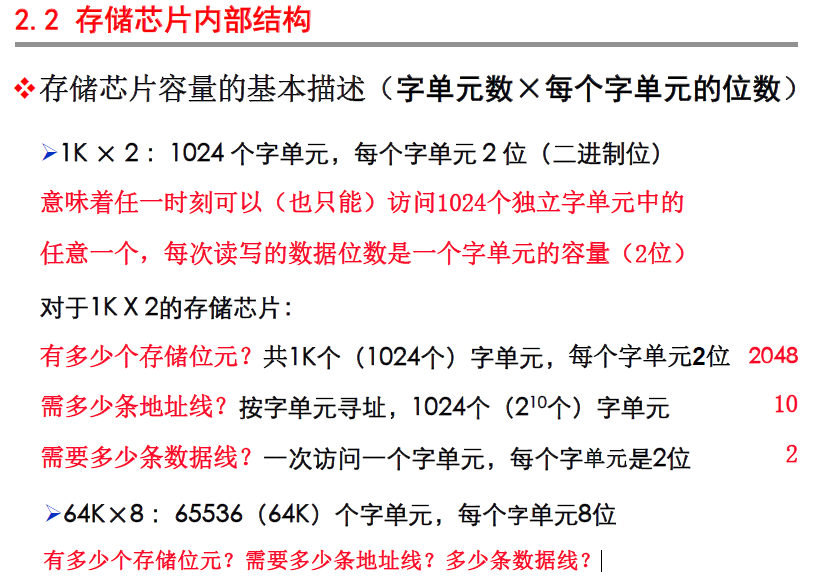 2.2 存储芯片内部结构
❖存储芯片容量的基本描述（字单元数×每个字单元的位数）
➢1K × 2： 1024 个字单元，每个字单元 2 位（二进制位）
意味着任一时刻可以（也只能）访问1024个独立字单元中的
任意一个，每次读写的数据位数是一个字单元的容量（2位）
对于1K X 2的存储芯片：
有多少个存储位元？共1K个（1024个）字单元，每个字单元2位 2048
需多少条地址线？按字单元寻址，1024个（2¹⁰个）字单元 10
需要多少条数据线？一次访问一个字单元，每个字单元是2位 2
➢64K×8： 65536（64K）个字单元，每个字单元8位
有多少个存储位元？需要多少条地址线？多少条数据线？